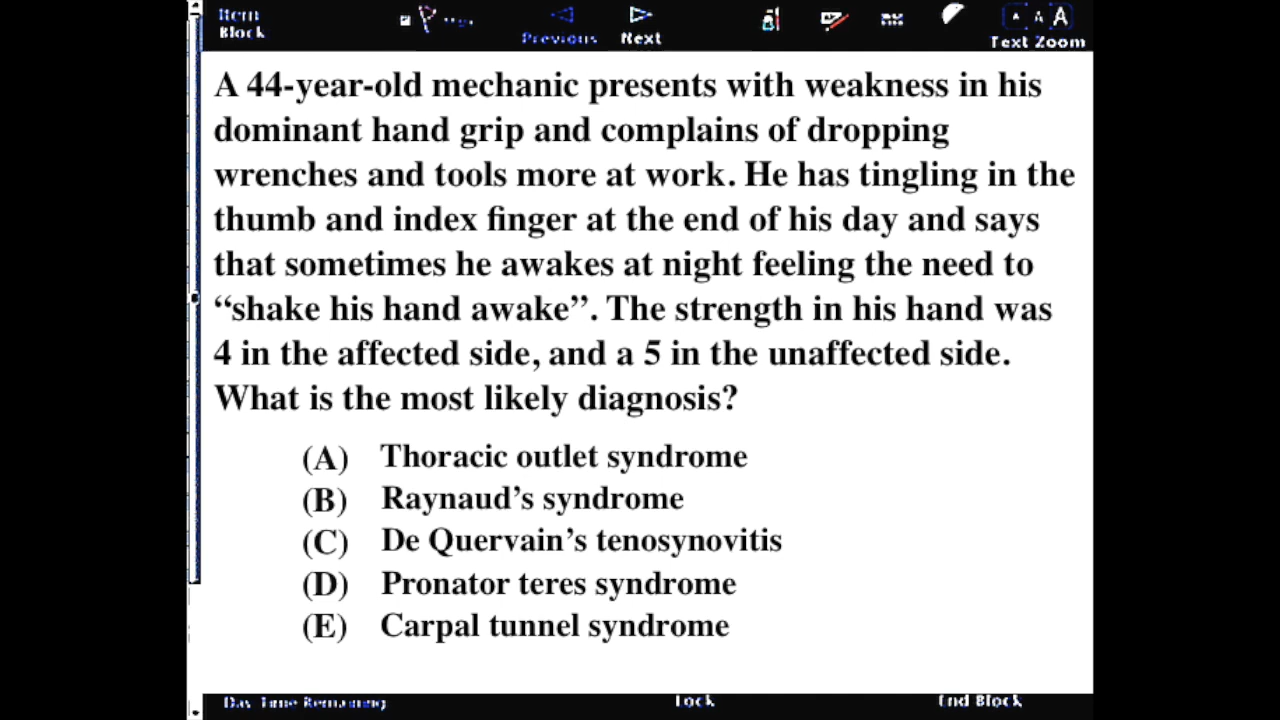 Item
Block
Previous
Next
A A A
Text Zoom
A 44-year-old mechanic presents with weakness in his
dominant hand grip and complains of dropping
wrenches and tools more at work. He has tingling in the
thumb and index finger at the end of his day and says
that sometimes he awakes at night feeling the need to
“shake his hand awake”. The strength in his hand was
4 in the affected side, and a 5 in the unaffected side.
What is the most likely diagnosis?
(A) Thoracic outlet syndrome
(B) Raynaud’s syndrome
(C) De Quervain’s tenosynovitis
(D) Pronator teres syndrome
(E) Carpal tunnel syndrome
Day Time Remaining
Lock
End Block